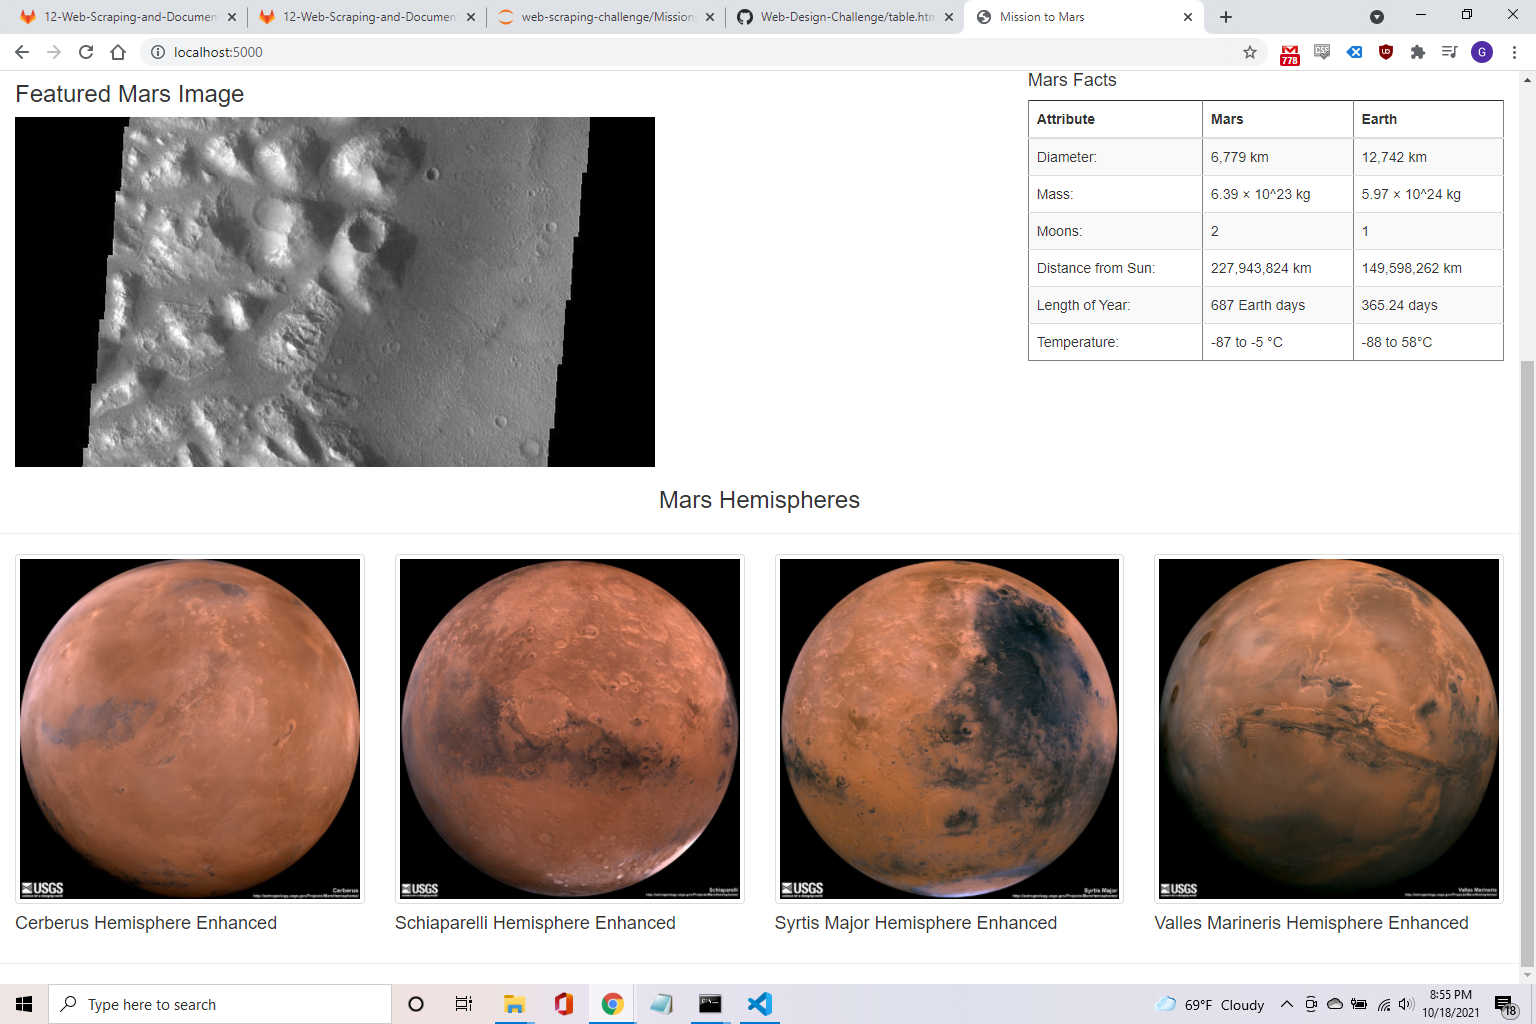 12-Web-Scraping-and-Documen
12-Web-Scraping-and-Documen
web-scraping-challenge/Mission
Web-Design-Challenge/table.htm
Mission to Mars
localhost:5000
778
G
Featured Mars Image
Mars Facts
Attribute Mars Earth
Diameter: 6,779 km 12,742 km
Mass: 6.39 × 10^23 kg 5.97 × 10^24 kg
Moons: 2 1
Distance from Sun: 227,943,824 km 149,598,262 km
Length of Year: 687 Earth days 365.24 days
Temperature: -87 to -5 °C -88 to 58°C
Mars Hemispheres
USGS Cerberus
USGS Schiaparelli
USGS Syrtis Major
USGS Valles Marineris
Cerberus Hemisphere Enhanced
Schiaparelli Hemisphere Enhanced
Syrtis Major Hemisphere Enhanced
Valles Marineris Hemisphere Enhanced
Type here to search
69°F Cloudy
8:55 PM
10/18/2021
18